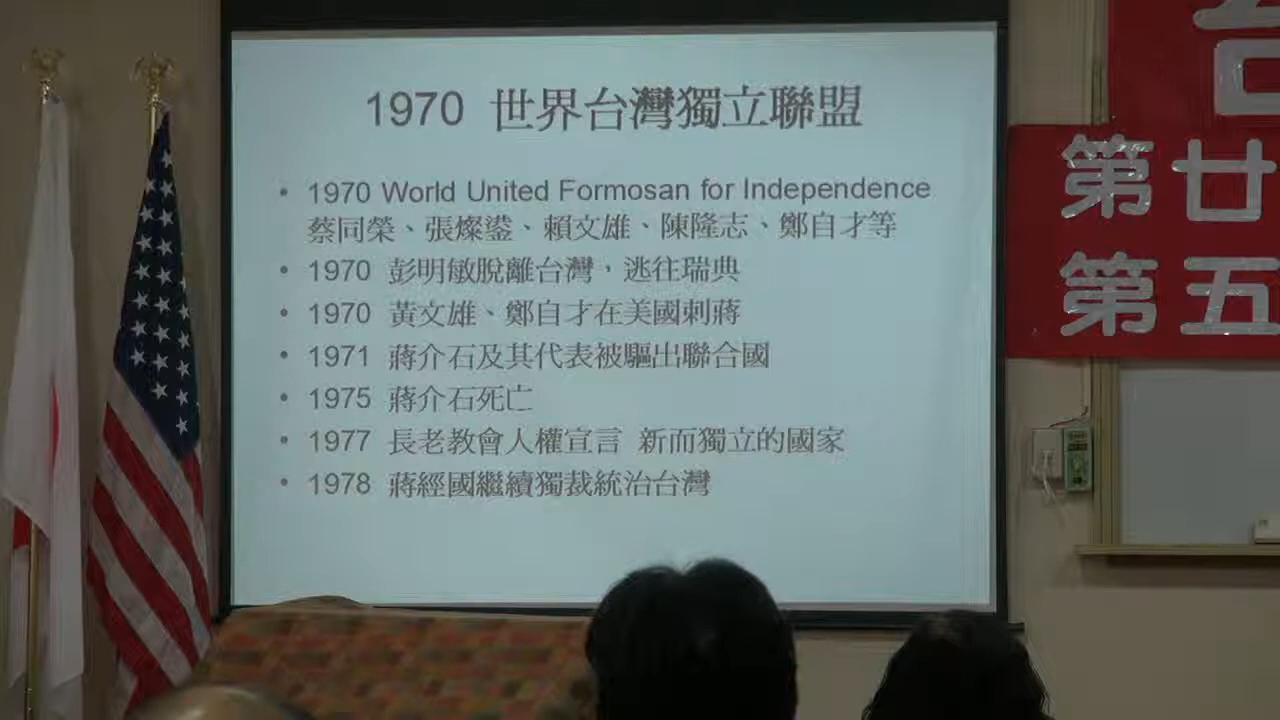 1970 世界台灣獨立聯盟
• 1970 World United Formosan for Independence
蔡同榮、張燦鍙、賴文雄、陳隆志、鄭自才等
• 1970 彭明敏脫離台灣，逃往瑞典
• 1970 黃文雄、鄭自才在美國刺蔣
• 1971 蔣介石及其代表被驅出聯合國
• 1975 蔣介石死亡
• 1977 長老教會人權宣言 新而獨立的國家
• 1978 蔣經國繼續獨裁統治台灣
第廿
第五